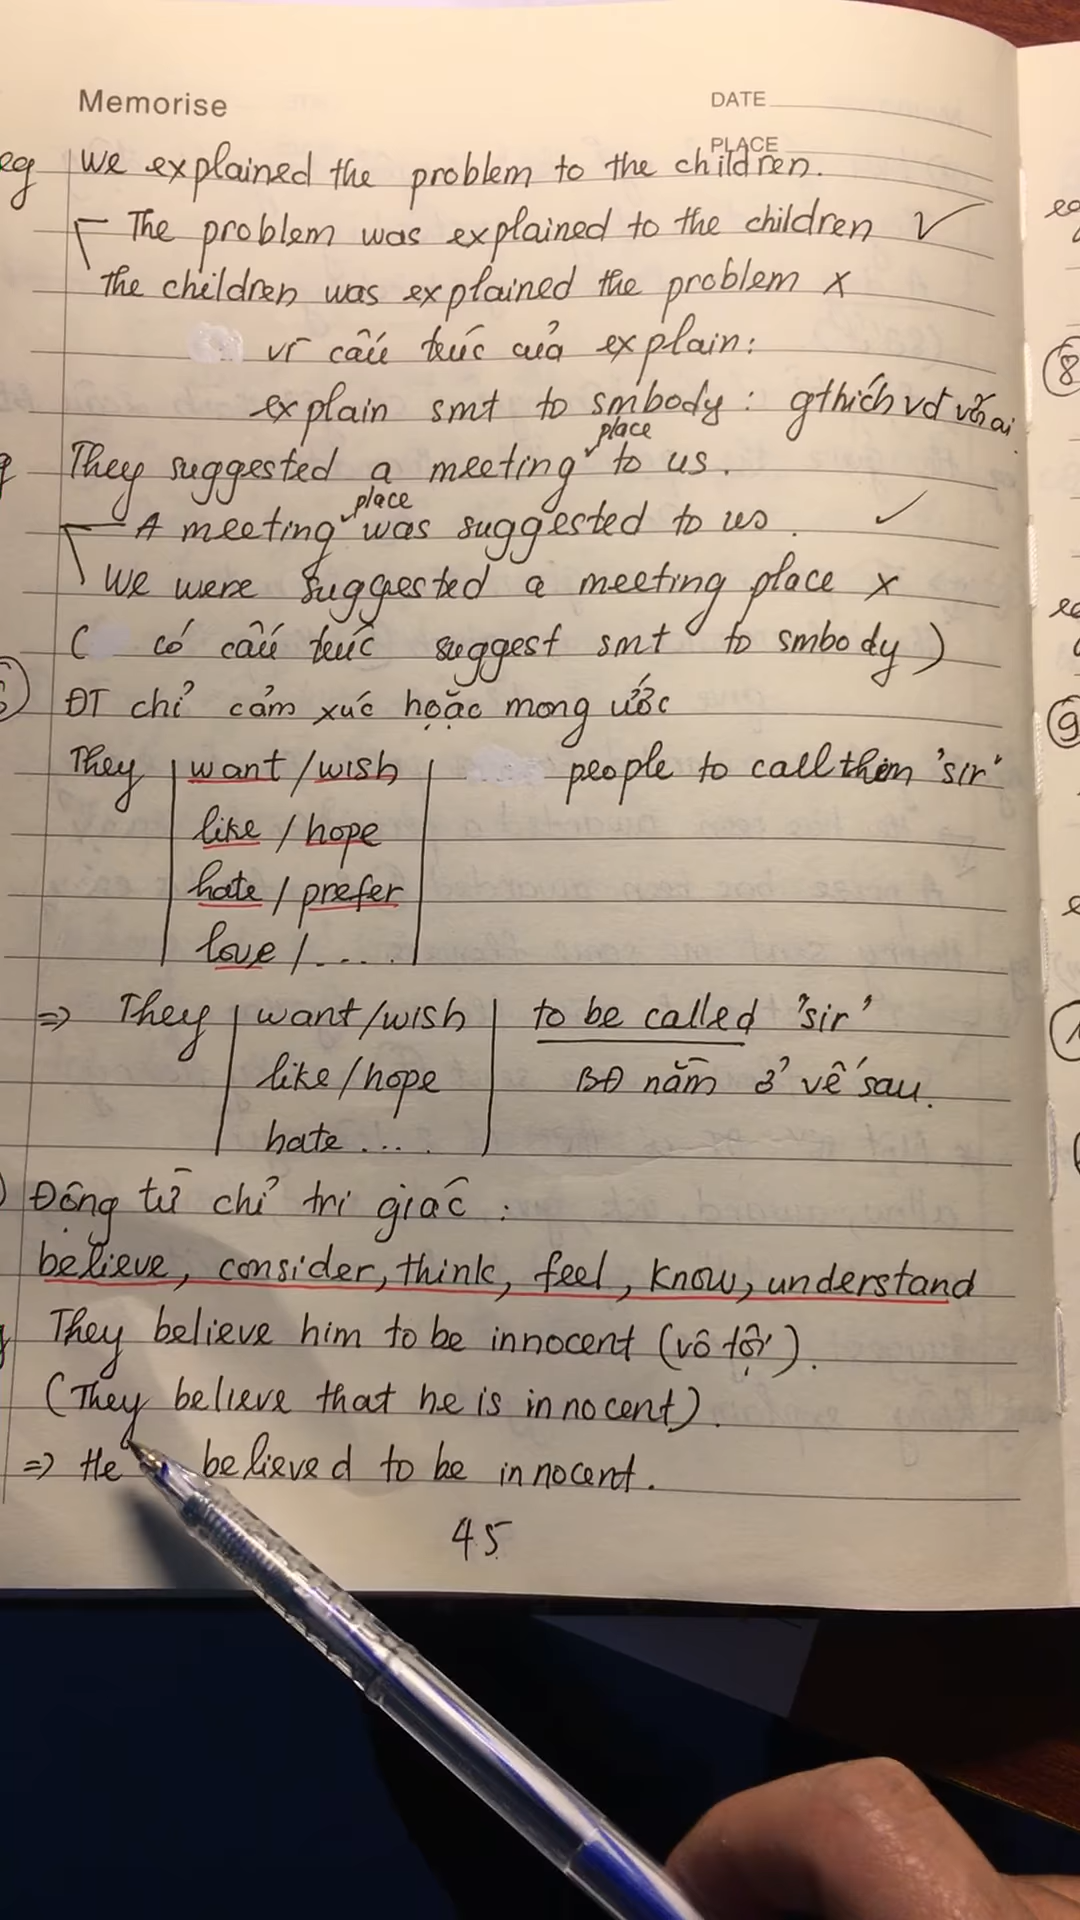 Memorise
DATE
PLACE
eg We explained the problem to the children.
The problem was explained to the children ✓
the children was explained the problem x
vì cấu trúc của explain:
explain smt to smbody: gthích vđ với ai
They suggested a meeting place to us.
A meeting place was suggested to us. ✓
We were suggested a meeting place x
( có cấu trúc suggest smt to smbody)
ĐT chỉ cảm xúc hoặc mong ước
They | want / wish | people to call them 'sir'
like / hope
hate / prefer
love / ....
⇒ They | want/wish | to be called 'sir'
like/hope BĐ nằm ở vế sau.
hate ...
Động từ chỉ tri giác:
believe, consider, think, feel, know, understand
They believe him to be innocent (vô tội).
(They believe that he is innocent).
⇒ He believed to be innocent.
45
8
9